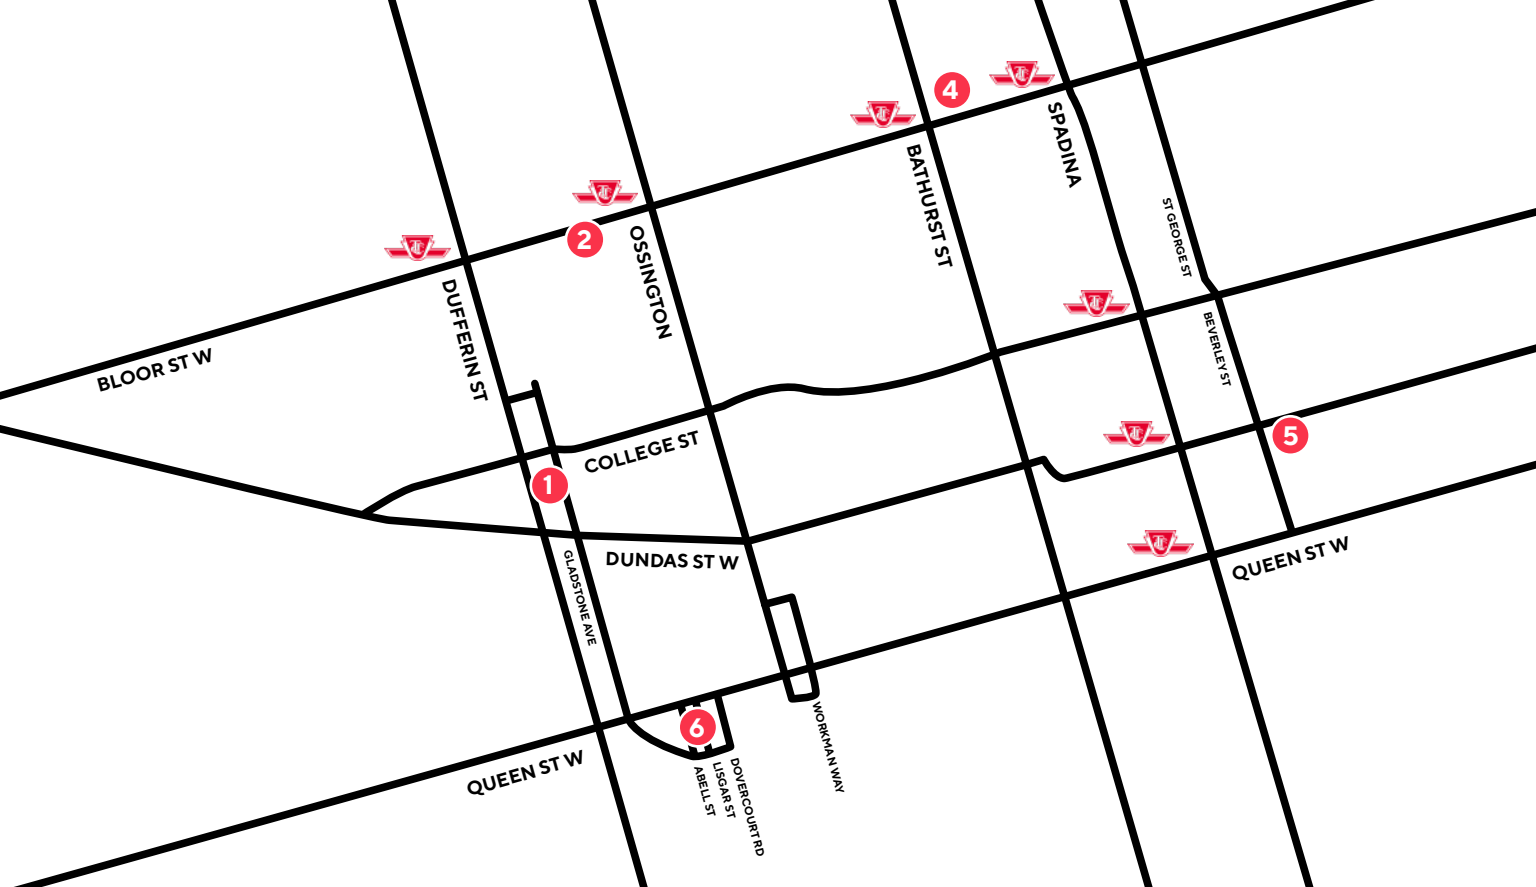 4
SPADINA
BATHURST ST
2
ST GEORGE ST
OSSINGTON
DUFFERIN ST
BLOOR ST W
BEVERLEY ST
COLLEGE ST
5
1
DUNDAS ST W
GLADSTONE AVE
QUEEN ST W
6
WORKMAN WAY
QUEEN ST W
ABELL ST
LISGAR ST
DOVERCOURT RD